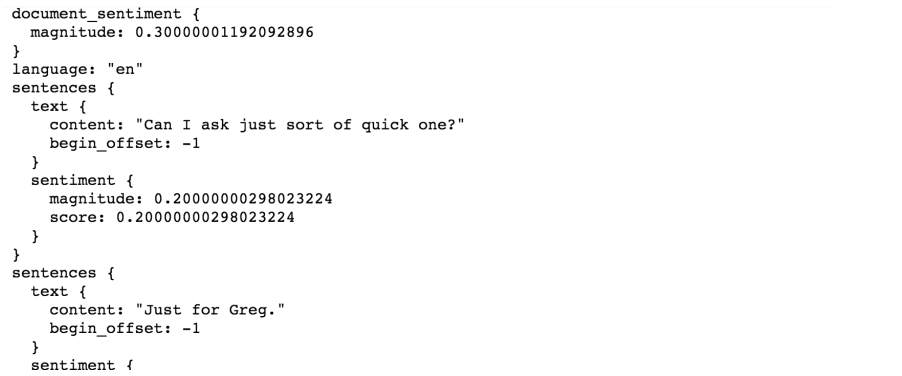 document_sentiment {
  magnitude: 0.30000001192092896
}
language: "en"
sentences {
  text {
    content: "Can I ask just sort of quick one?"
    begin_offset: -1
  }
  sentiment {
    magnitude: 0.20000000298023224
    score: 0.20000000298023224
  }
}
sentences {
  text {
    content: "Just for Greg."
    begin_offset: -1
  }
  sentiment {